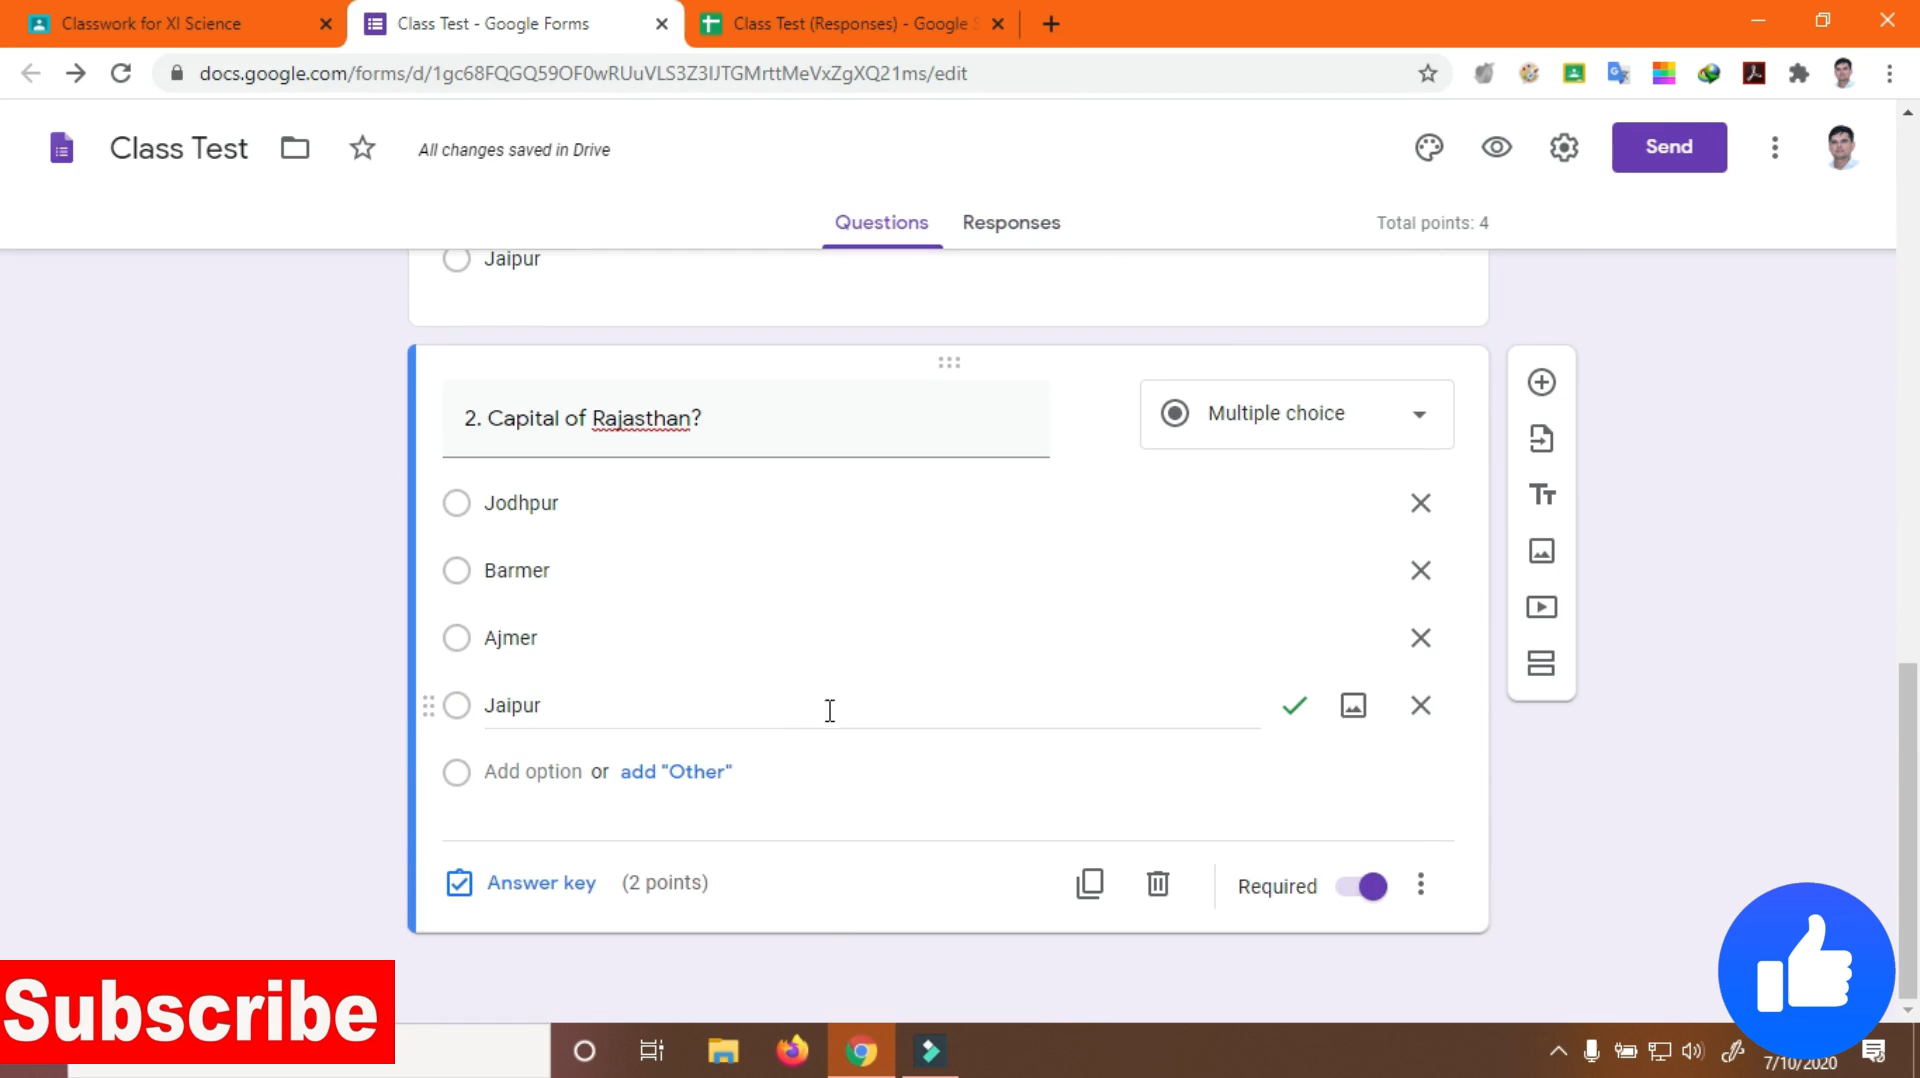 Classwork for XI Science
Class Test - Google Forms
Class Test (Responses) - Google S
docs.google.com/forms/d/1gc68FQGQ59OF0wRUuVLS3Z3IJTGMrttMeVxZgXQ21ms/edit
Class Test
All changes saved in Drive
Send
Questions
Responses
Total points: 4
Jaipur
2. Capital of Rajasthan?
Multiple choice
Jodhpur
Barmer
Ajmer
Jaipur
Add option or add "Other"
Answer key (2 points)
Required
Subscribe
7/10/2020